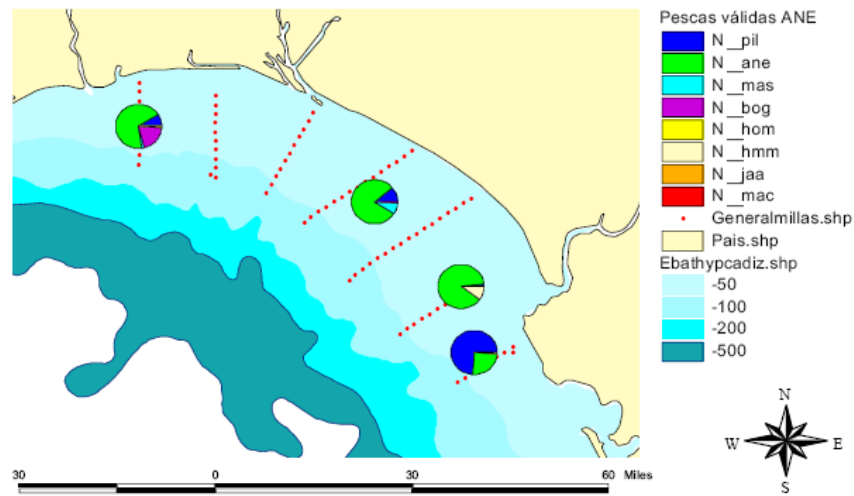 Pescas válidas ANE
N__pil
N__ane
N__mas
N__bog
N__hom
N__hmm
N__jaa
N__mac
Generalmillas.shp
Pais.shp
Ebathypcadiz.shp
-50
-100
-200
-500
N
W E
S
30 0 30 60 Miles